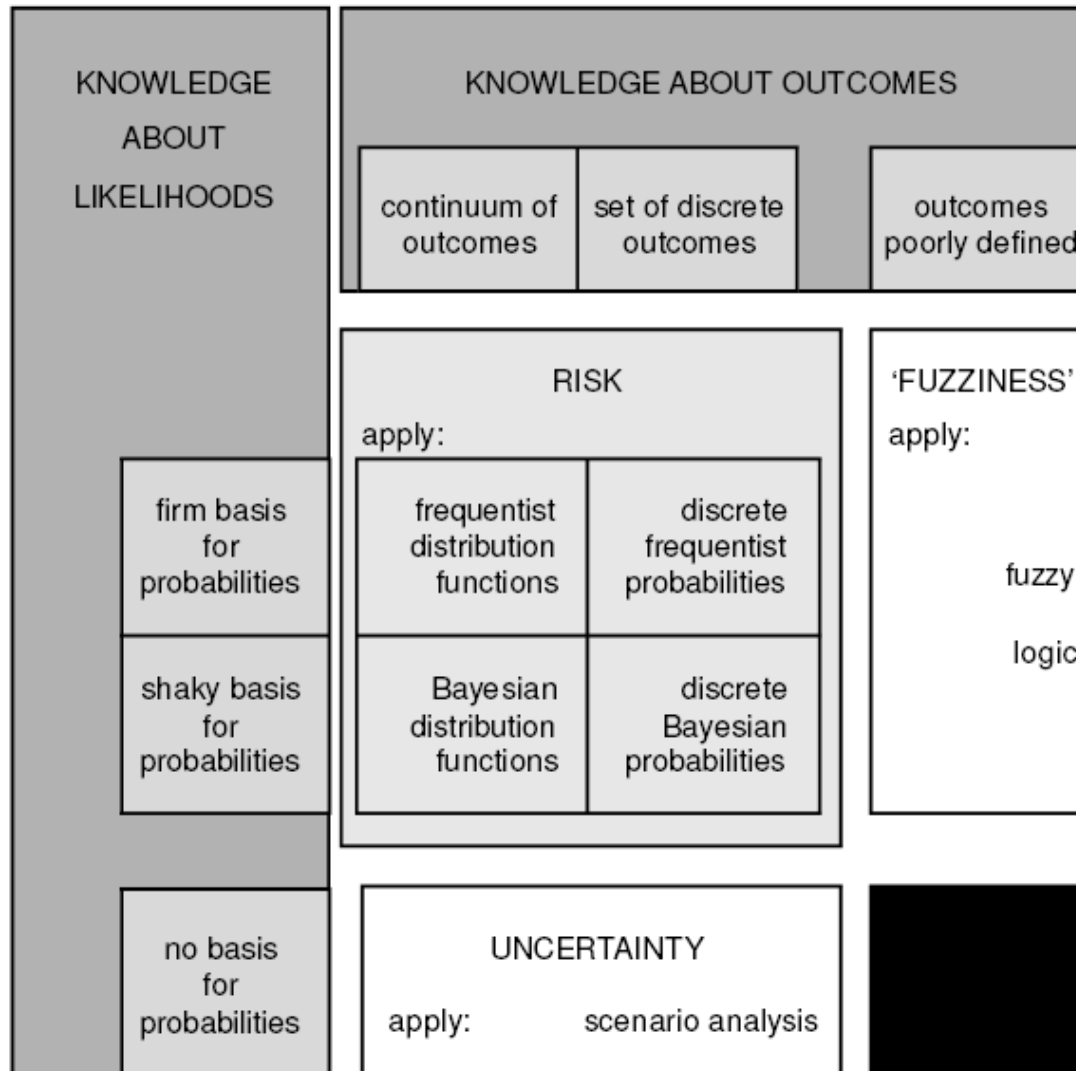 KNOWLEDGE
ABOUT
LIKELIHOODS
KNOWLEDGE ABOUT OUTCOMES
continuum of
outcomes
set of discrete
outcomes
outcomes
poorly defined
RISK
apply:
‘FUZZINESS’
apply:
firm basis
for
probabilities
frequentist
distribution
functions
discrete
frequentist
probabilities
fuzzy
logic
shaky basis
for
probabilities
Bayesian
distribution
functions
discrete
Bayesian
probabilities
no basis
for
probabilities
UNCERTAINTY
apply: scenario analysis